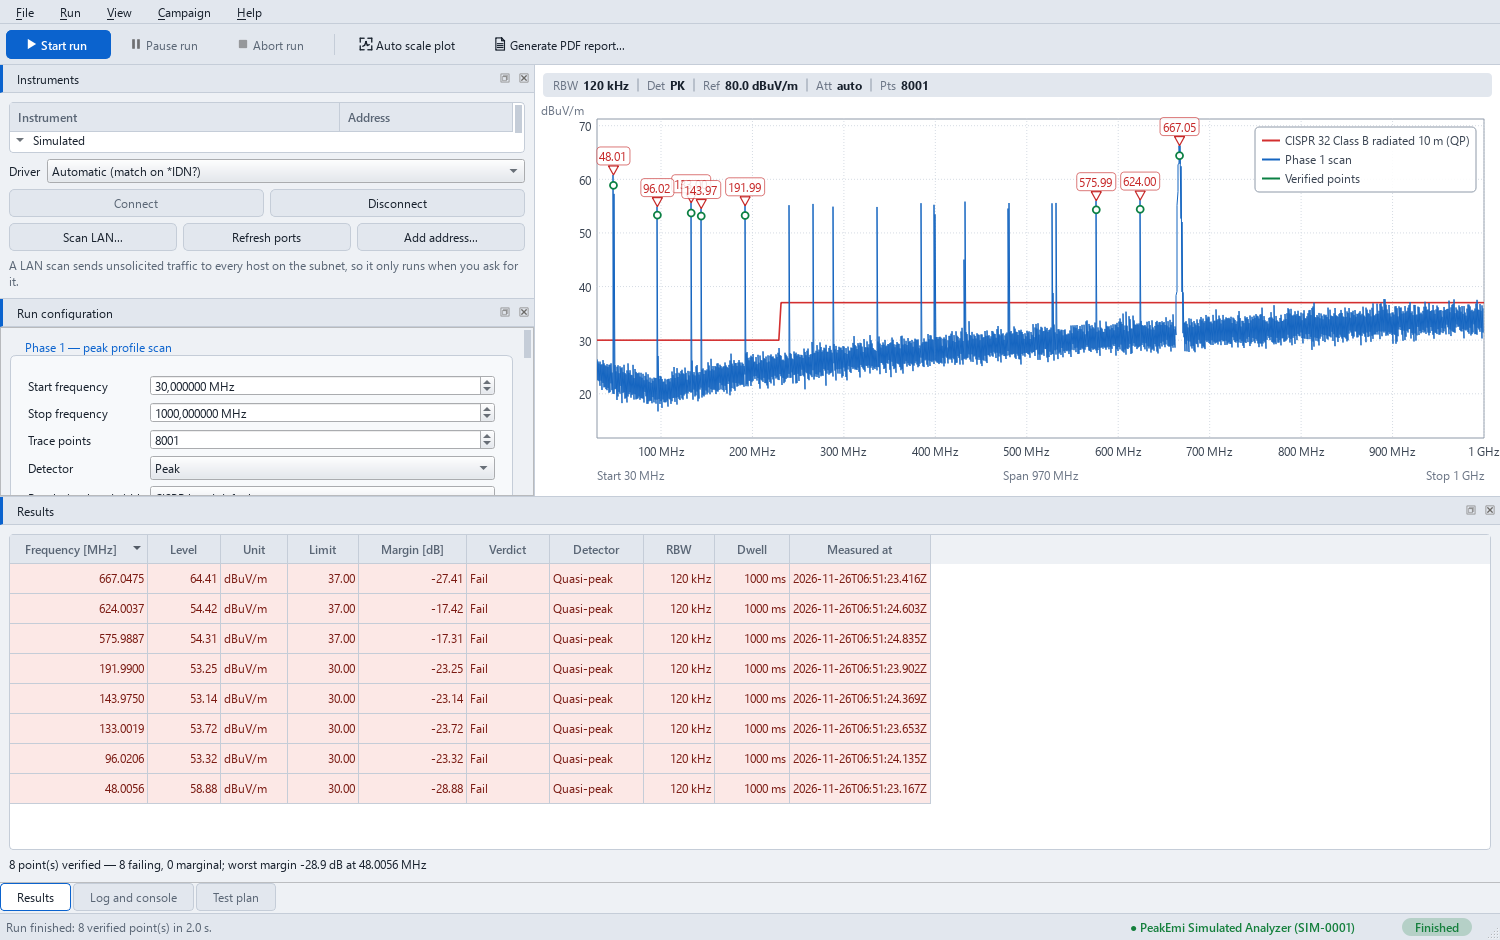 File Run View Campaign Help
Start run Pause run Abort run Auto scale plot Generate PDF report...
Instruments
Instrument Address
Simulated
Driver Automatic (match on *IDN?)
Connect Disconnect
Scan LAN... Refresh ports Add address...
A LAN scan sends unsolicited traffic to every host on the subnet, so it only runs when you ask for
it.
Run configuration
Phase 1 — peak profile scan
Start frequency 30,000000 MHz
Stop frequency 1000,000000 MHz
Trace points 8001
Detector Peak
RBW 120 kHz Det PK Ref 80.0 dBuV/m Att auto Pts 8001
dBuV/m
70
60
50
40
30
20
48.01
96.02
143.97
191.99
575.99
624.00
667.05
CISPR 32 Class B radiated 10 m (QP)
Phase 1 scan
Verified points
100 MHz 200 MHz 300 MHz 400 MHz 500 MHz 600 MHz 700 MHz 800 MHz 900 MHz 1 GHz
Start 30 MHz Span 970 MHz Stop 1 GHz
Results
Frequency [MHz] Level Unit Limit Margin [dB] Verdict Detector RBW Dwell Measured at
667.0475 64.41 dBuV/m 37.00 -27.41 Fail Quasi-peak 120 kHz 1000 ms 2026-11-26T06:51:23.416Z
624.0037 54.42 dBuV/m 37.00 -17.42 Fail Quasi-peak 120 kHz 1000 ms 2026-11-26T06:51:24.603Z
575.9887 54.31 dBuV/m 37.00 -17.31 Fail Quasi-peak 120 kHz 1000 ms 2026-11-26T06:51:24.835Z
191.9900 53.25 dBuV/m 30.00 -23.25 Fail Quasi-peak 120 kHz 1000 ms 2026-11-26T06:51:23.902Z
143.9750 53.14 dBuV/m 30.00 -23.14 Fail Quasi-peak 120 kHz 1000 ms 2026-11-26T06:51:24.369Z
133.0019 53.72 dBuV/m 30.00 -23.72 Fail Quasi-peak 120 kHz 1000 ms 2026-11-26T06:51:23.653Z
96.0206 53.32 dBuV/m 30.00 -23.32 Fail Quasi-peak 120 kHz 1000 ms 2026-11-26T06:51:24.135Z
48.0056 58.88 dBuV/m 30.00 -28.88 Fail Quasi-peak 120 kHz 1000 ms 2026-11-26T06:51:23.167Z
8 point(s) verified — 8 failing, 0 marginal; worst margin -28.9 dB at 48.0056 MHz
Results Log and console Test plan
Run finished: 8 verified point(s) in 2.0 s. ● PeakEmi Simulated Analyzer (SIM-0001) Finished